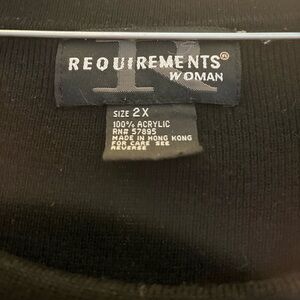 REQUIREMENTS®
WOMAN
SIZE 2X
100% ACRYLIC
RN# 57895
MADE IN HONG KONG
FOR CARE SEE
REVERSE